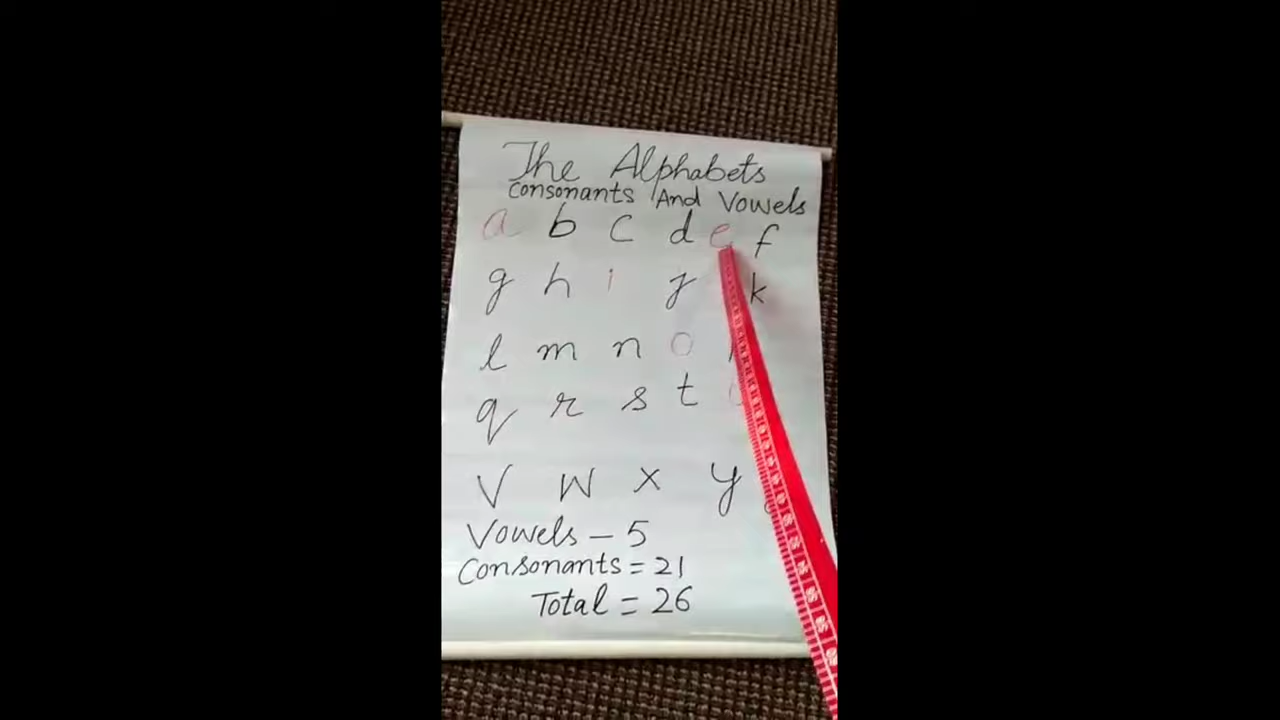 The Alphabets
Consonants And Vowels
a b c d e f
g h i j k
l m n o
q r s t
v w x y
Vowels – 5
Consonants = 21
Total = 26